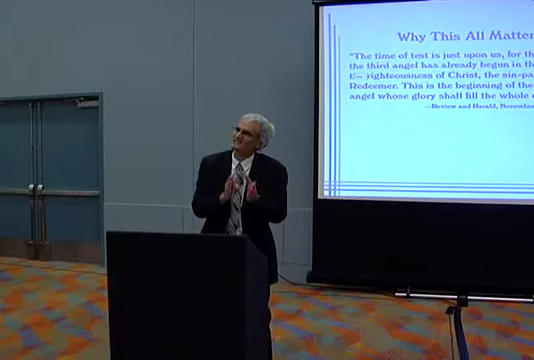 Why This All Matter
"The time of test is just upon us, for th
the third angel has already begun in th
righteousness of Christ, the sin-pa
Redeemer. This is the beginning of the
angel whose glory shall fill the whole
—Review and Herald, November